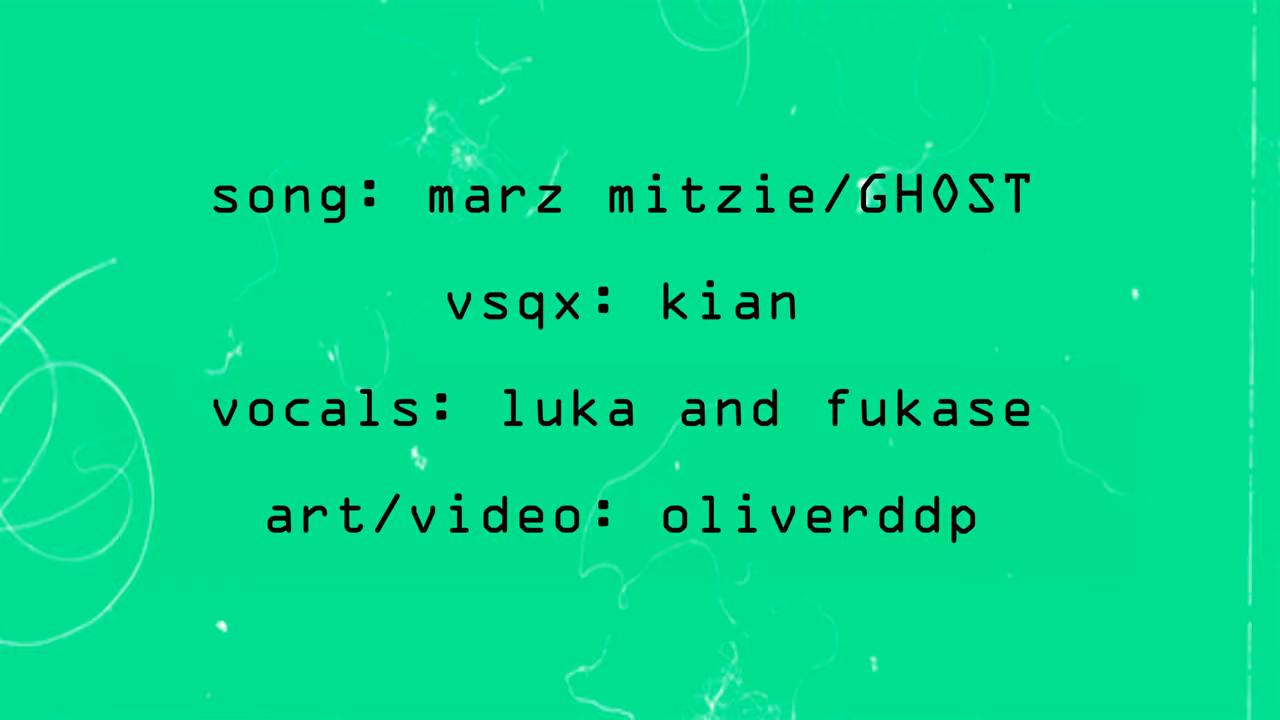 song: marz mitzie/GHOST
vsqx: kian
vocals: luka and fukase
art/video: oliverddp